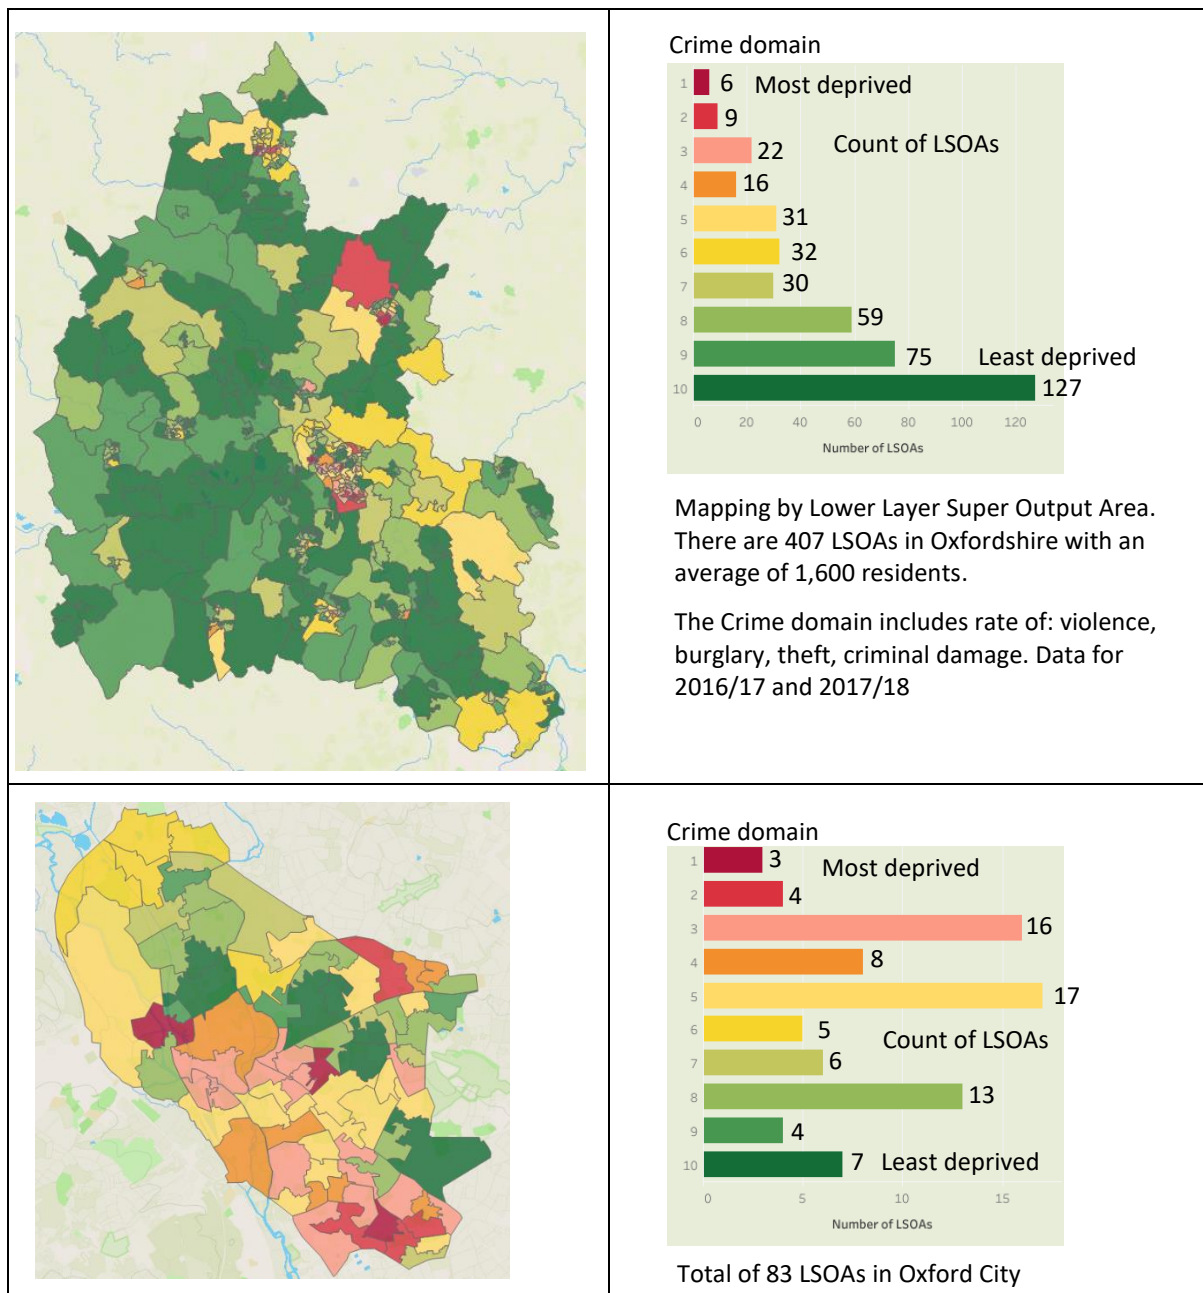 Crime domain
1 6 Most deprived
2 9
3 22 Count of LSOAs
4 16
5 31
6 32
7 30
8 59
9 75 Least deprived
10 127
0 20 40 60 80 100 120
Number of LSOAs
Mapping by Lower Layer Super Output Area.
There are 407 LSOAs in Oxfordshire with an
average of 1,600 residents.
The Crime domain includes rate of: violence,
burglary, theft, criminal damage. Data for
2016/17 and 2017/18
Crime domain
1 3 Most deprived
2 4
3 16
4 8
5 17
6 5 Count of LSOAs
7 6
8 13
9 4
10 7 Least deprived
0 5 10 15
Number of LSOAs
Total of 83 LSOAs in Oxford City